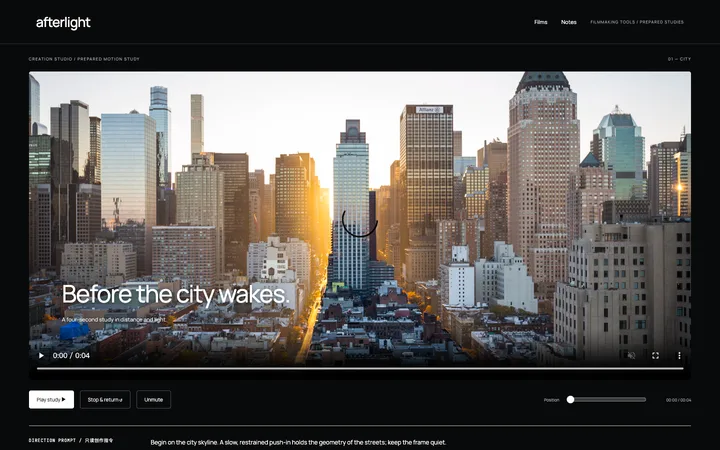 afterlight
Films Notes FILMMAKING TOOLS / PREPARED STUDIES
CREATION STUDIO / PREPARED MOTION STUDY
01 — CITY
Allianz
Before the city wakes.
A four-second study in distance and light.
0:00 / 0:04
Play study ▶ Stop & return ↺ Unmute
Position 00:00 / 00:04
DIRECTION PROMPT / 只读创作指令
Begin on the city skyline. A slow, restrained push-in holds the geometry of the streets; keep the frame quiet.